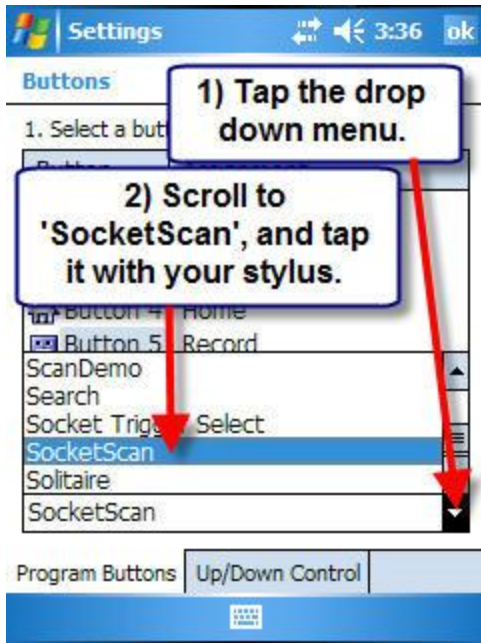 Settings 3:36 ok
Buttons
1) Tap the drop
down menu.
1. Select a
2) Scroll to
'SocketScan', and tap
it with your stylus.
Button 4 Home
Button 5 Record
ScanDemo
Search
Socket Select
SocketScan
Solitaire
SocketScan
Program Buttons Up/Down Control